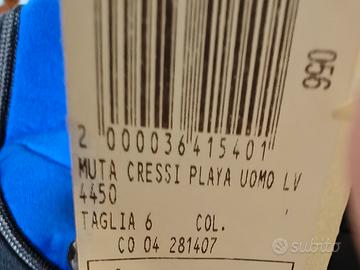 056
2 000036 415401
MUTA CRESSI PLAYA UOMO LV
4450
TAGLIA 6 COL.
CO 04 281407
subito